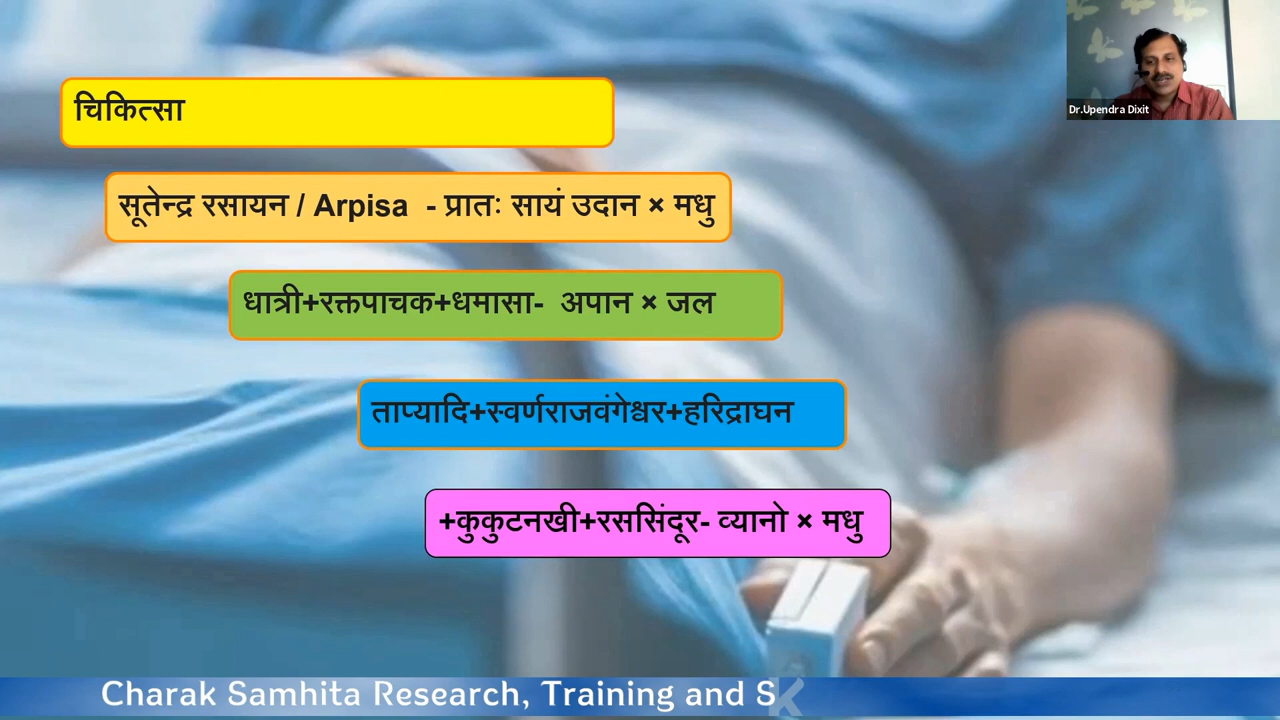 Dr.Upendra Dixit
चिकित्सा
सूतेन्द्र रसायन / Arpisa - प्रातः सायं उदान × मधु
धात्री+रक्तपाचक+धमासा- अपान × जल
ताप्यादि+स्वर्णराजवंगेश्वर+हरिद्राघन
+कुकुटनखी+रससिंदूर- व्यानो × मधु
Charak Samhita Research, Training and S